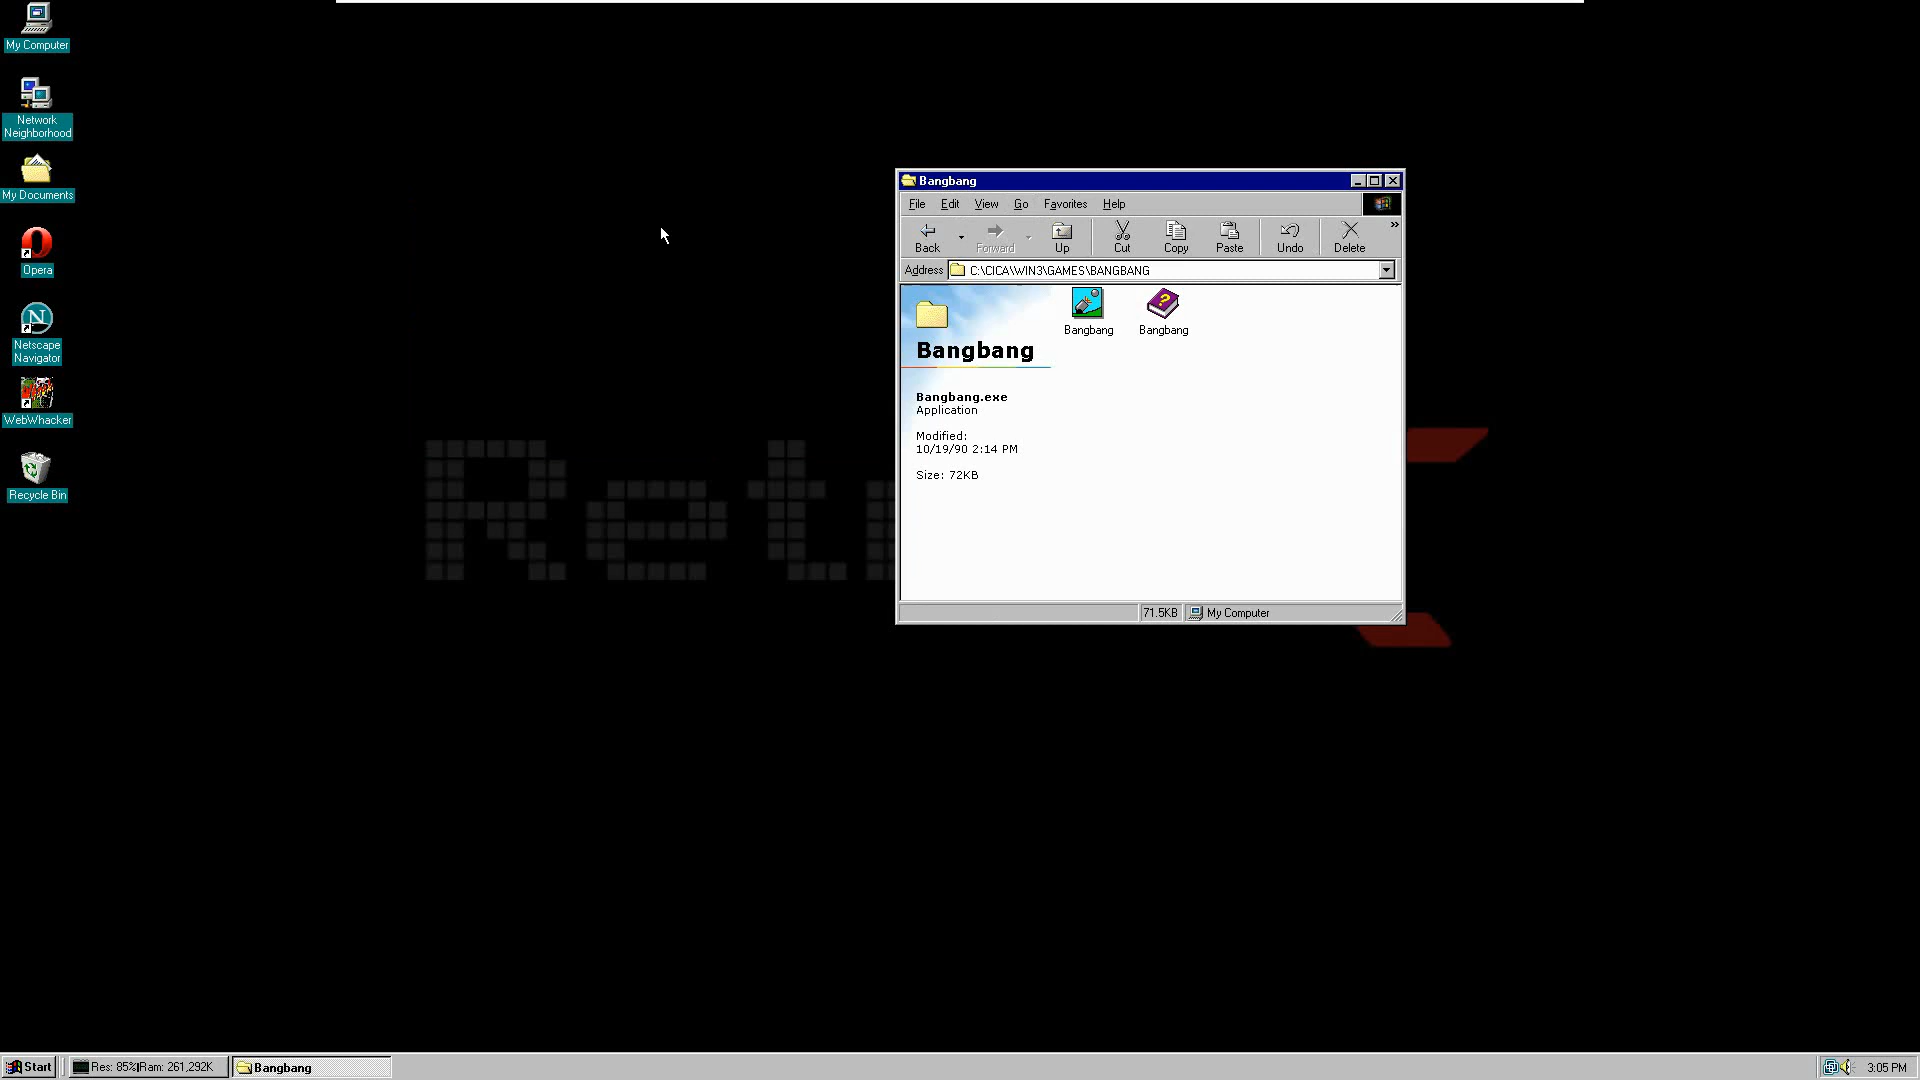 My Computer
Network
Neighborhood
My Documents
Opera
Netscape
Navigator
WebWhacker
Recycle Bin
Bangbang
File Edit View Go Favorites Help
Back Forward Up Cut Copy Paste Undo Delete »
Address C:\CICA\WIN3\GAMES\BANGBANG
Bangbang Bangbang
Bangbang
Bangbang.exe
Application
Modified:
10/19/90 2:14 PM
Size: 72KB
71.5KB My Computer
Start Res: 85% Ram: 261,292K Bangbang 3:05 PM